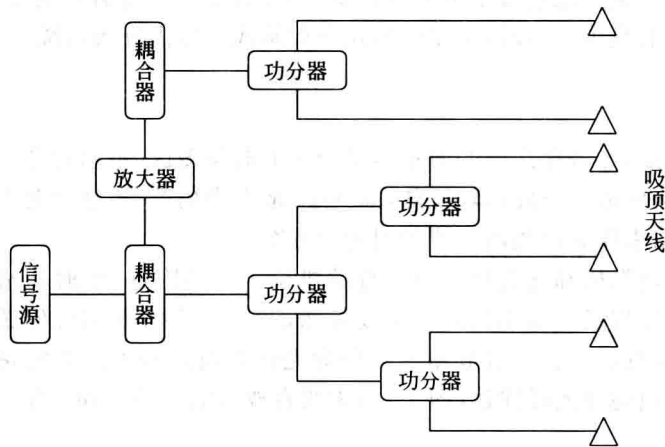 耦合器
功分器
放大器
功分器
吸顶天线
信号源
耦合器
功分器
功分器